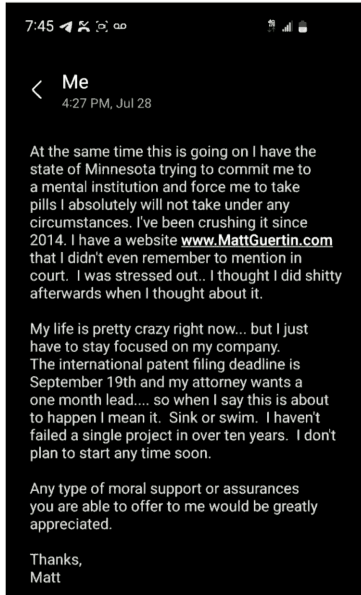 7:45
Me
4:27 PM, Jul 28
At the same time this is going on I have the
state of Minnesota trying to commit me to
a mental institution and force me to take
pills I absolutely will not take under any
circumstances. I've been crushing it since
2014. I have a website www.MattGuertin.com
that I didn't even remember to mention in
court.  I was stressed out.. I thought I did shitty
afterwards when I thought about it.
My life is pretty crazy right now... but I just
have to stay focused on my company.
The international patent filing deadline is
September 19th and my attorney wants a
one month lead.... so when I say this is about
to happen I mean it.  Sink or swim.  I haven't
failed a single project in over ten years.  I don't
plan to start any time soon.
Any type of moral support or assurances
you are able to offer to me would be greatly
appreciated.
Thanks,
Matt